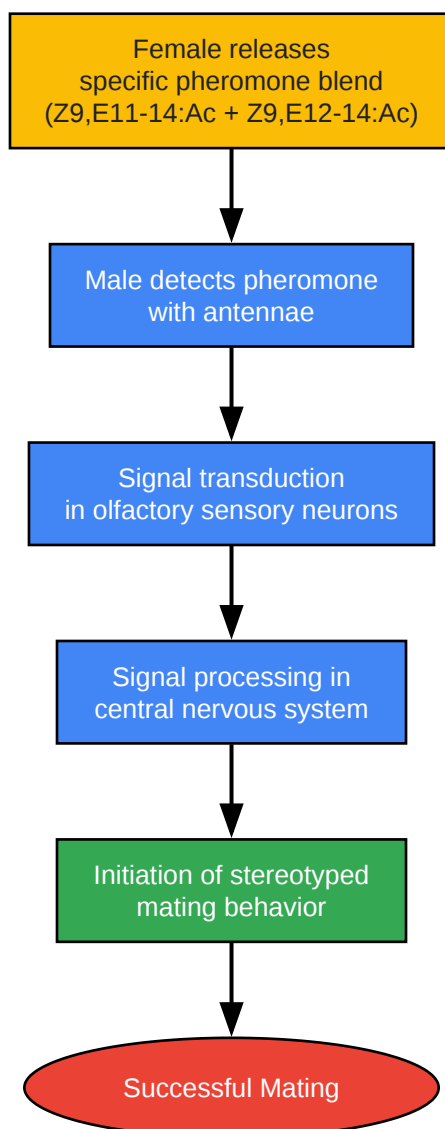 Female releases
specific pheromone blend
(Z9,E11-14:Ac + Z9,E12-14:Ac)
Male detects pheromone
with antennae
Signal transduction
in olfactory sensory neurons
Signal processing in
central nervous system
Initiation of stereotyped
mating behavior
Successful Mating